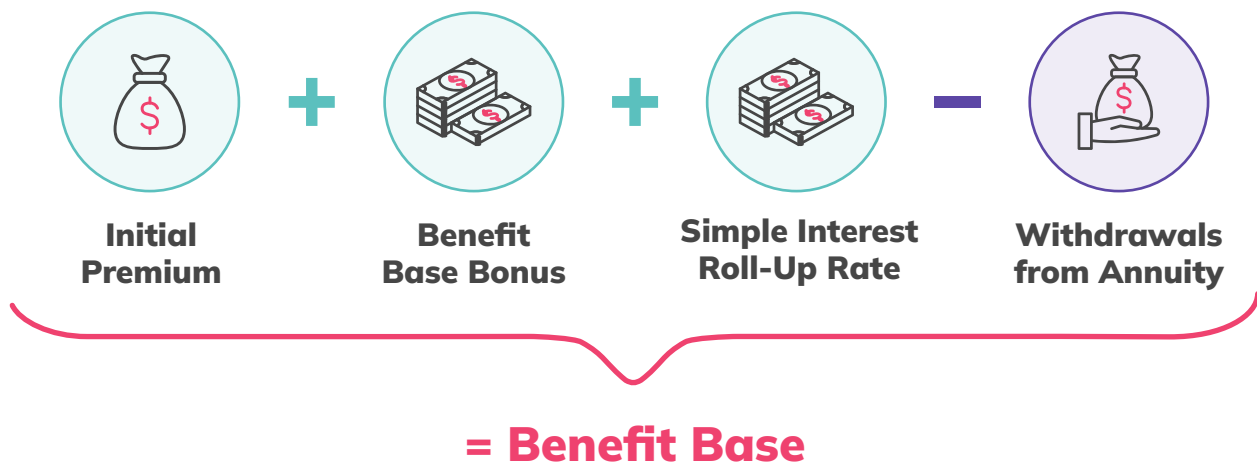 Initial
Premium
Benefit
Base Bonus
Simple Interest
Roll-Up Rate
Withdrawals
from Annuity
= Benefit Base